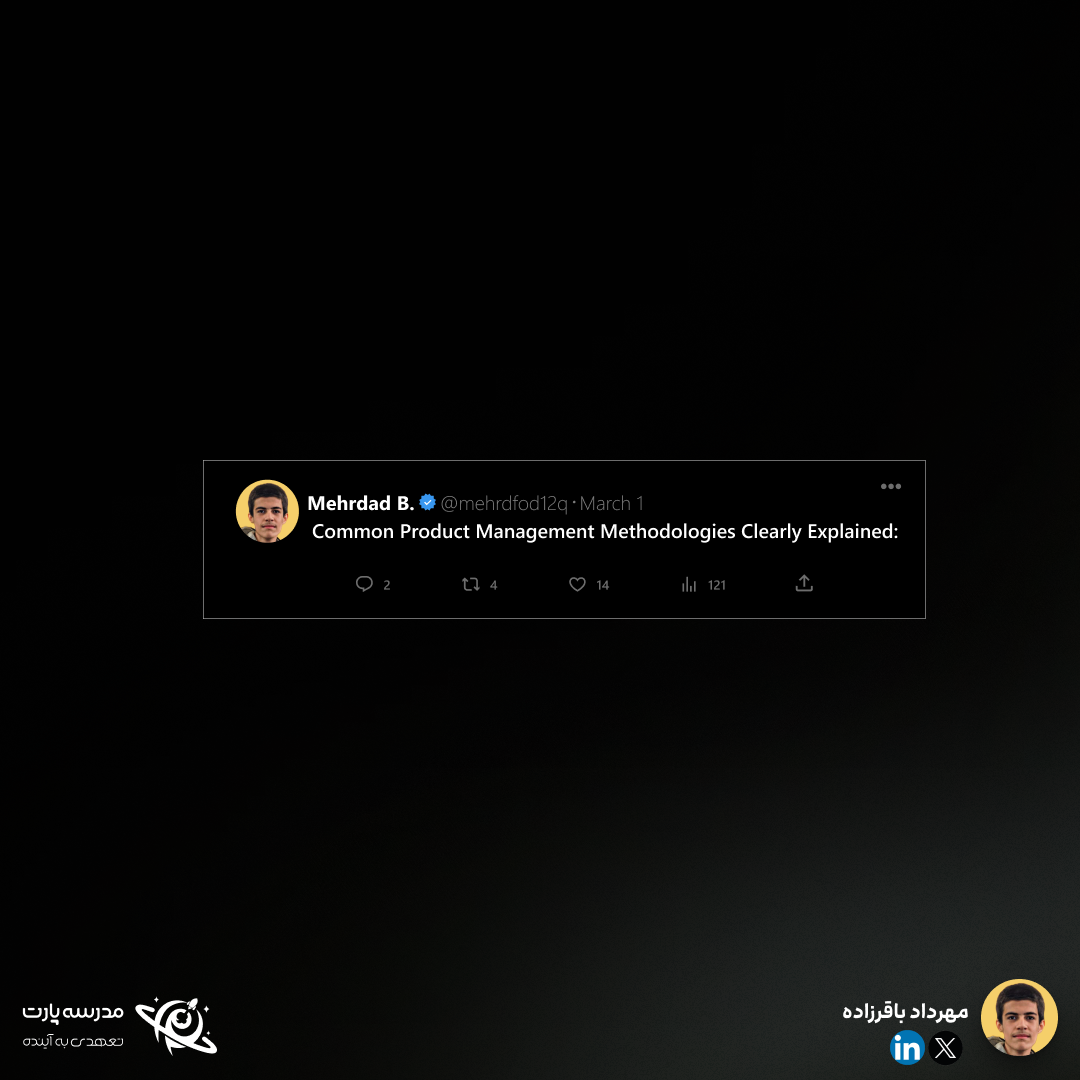 Mehrdad B. @mehrdfod12q · March 1
Common Product Management Methodologies Clearly Explained:
2 4 14 121
مدرسه پارت
تعهدی به آینده
مهرداد باقرزاده
in X